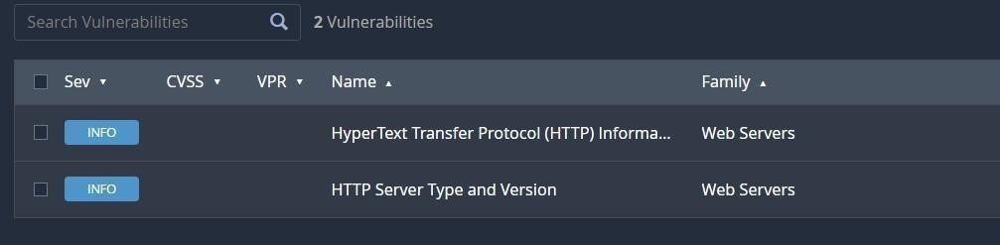 Search Vulnerabilities 2 Vulnerabilities
Sev CVSS VPR Name Family
INFO HyperText Transfer Protocol (HTTP) Informa... Web Servers
INFO HTTP Server Type and Version Web Servers